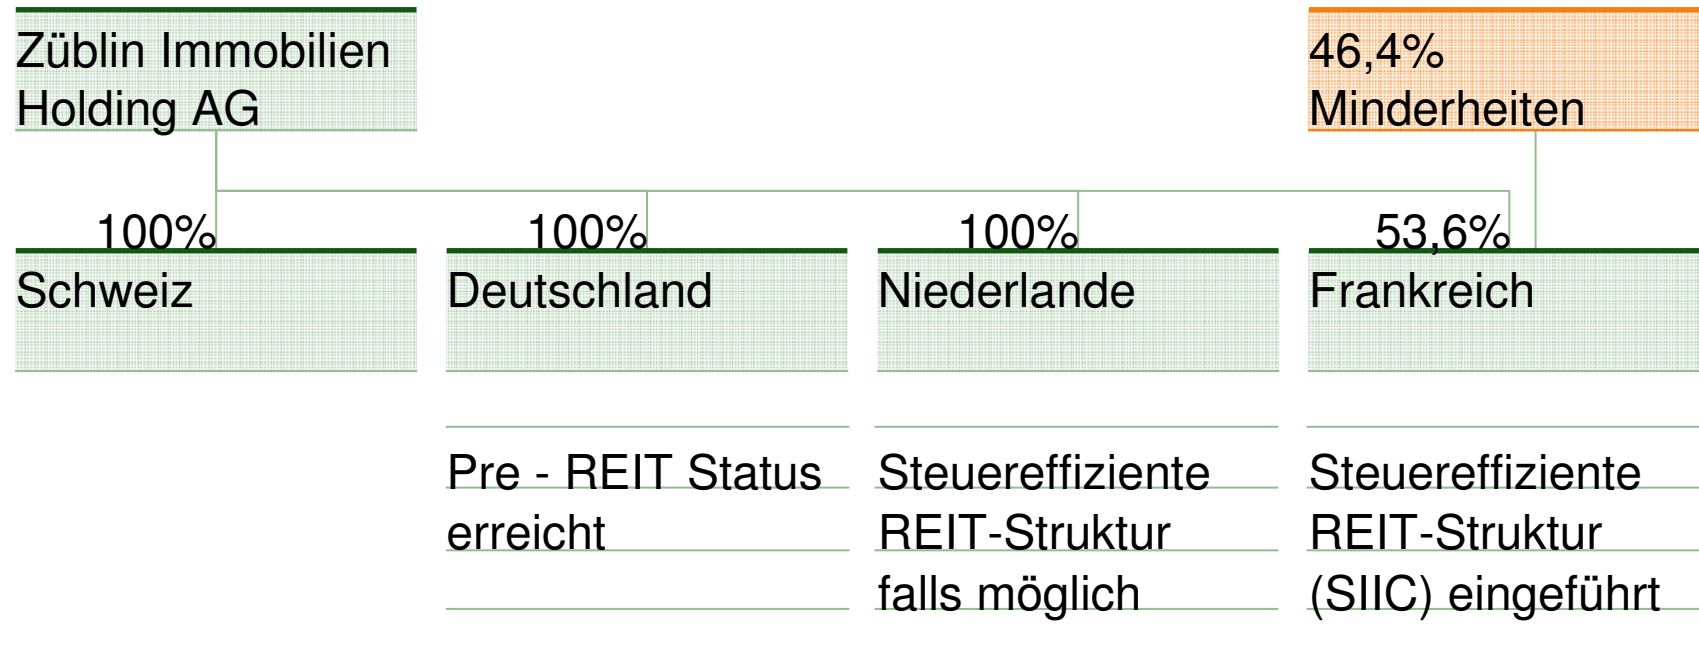 Züblin Immobilien
Holding AG
46,4%
Minderheiten
100%
100%
100%
53,6%
Schweiz
Deutschland
Niederlande
Frankreich
Pre - REIT Status
erreicht
Steuereffiziente
REIT-Struktur
falls möglich
Steuereffiziente
REIT-Struktur
(SIIC) eingeführt